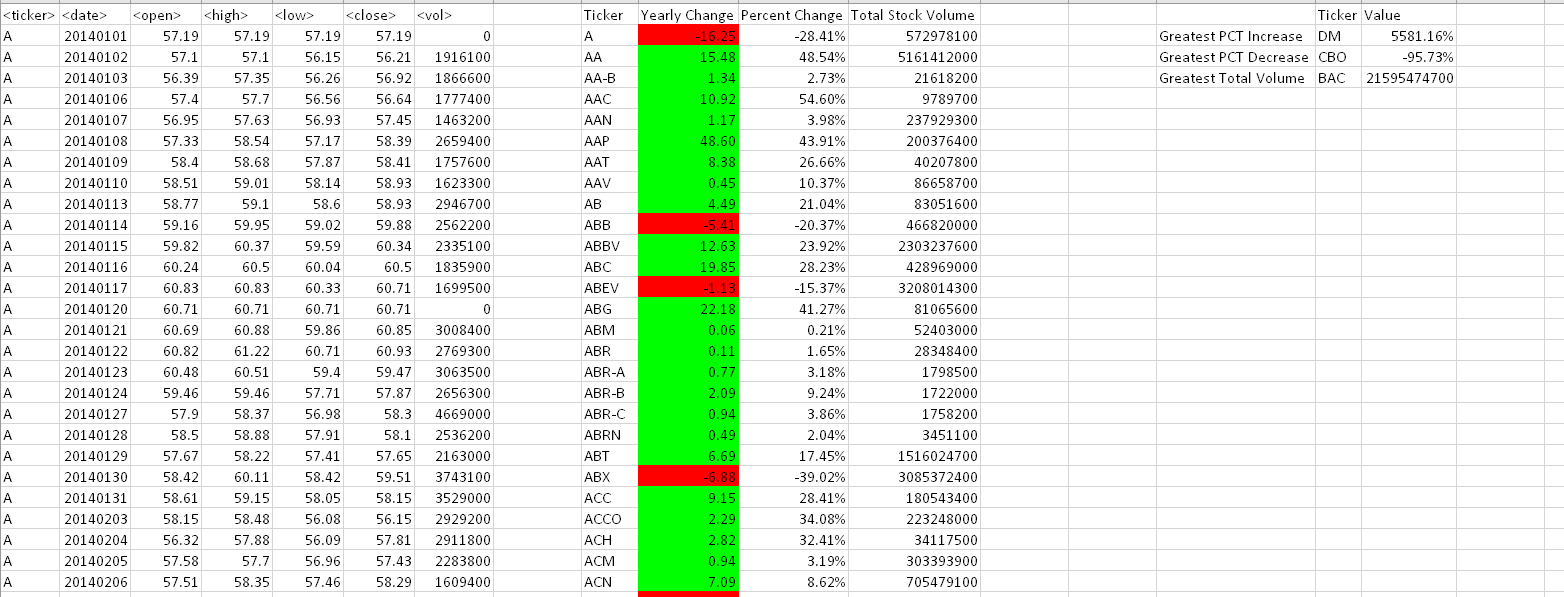 <ticker> <date> <open> <high> <low> <close> <vol> Ticker Yearly Change Percent Change Total Stock Volume Ticker Value
A 20140101 57.19 57.19 57.19 57.19 0 A -16.25 -28.41% 572978100 Greatest PCT Increase DM 5581.16%
A 20140102 57.1 57.1 56.15 56.21 1916100 AA 15.48 48.54% 5161412000 Greatest PCT Decrease CBO -95.73%
A 20140103 56.39 57.35 56.26 56.92 1866600 AA-B 1.34 2.73% 21618200 Greatest Total Volume BAC 21595474700
A 20140106 57.4 57.7 56.56 56.64 1777400 AAC 10.92 54.60% 9789700
A 20140107 56.95 57.63 56.93 57.45 1463200 AAN 1.17 3.98% 237929300
A 20140108 57.33 58.54 57.17 58.39 2659400 AAP 48.60 43.91% 200376400
A 20140109 58.4 58.68 57.87 58.41 1757600 AAT 8.38 26.66% 40207800
A 20140110 58.51 59.01 58.14 58.93 1623300 AAV 0.45 10.37% 86658700
A 20140113 58.77 59.1 58.6 58.93 2946700 AB 4.49 21.04% 83051600
A 20140114 59.16 59.95 59.02 59.88 2562200 ABB -5.41 -20.37% 466820000
A 20140115 59.82 60.37 59.59 60.34 2335100 ABBV 12.63 23.92% 2303237600
A 20140116 60.24 60.5 60.04 60.5 1835900 ABC 19.85 28.23% 428969000
A 20140117 60.83 60.83 60.33 60.71 1699500 ABEV -1.13 -15.37% 3208014300
A 20140120 60.71 60.71 60.71 60.71 0 ABG 22.18 41.27% 81065600
A 20140121 60.69 60.88 59.86 60.85 3008400 ABM 0.06 0.21% 52403000
A 20140122 60.82 61.22 60.71 60.93 2769300 ABR 0.11 1.65% 28348400
A 20140123 60.48 60.51 59.4 59.47 3063500 ABR-A 0.77 3.18% 1798500
A 20140124 59.46 59.46 57.71 57.87 2656300 ABR-B 2.09 9.24% 1722000
A 20140127 57.9 58.37 56.98 58.3 4669000 ABR-C 0.94 3.86% 1758200
A 20140128 58.5 58.88 57.91 58.1 2536200 ABRN 0.49 2.04% 3451100
A 20140129 57.67 58.22 57.41 57.65 2163000 ABT 6.69 17.45% 1516024700
A 20140130 58.42 60.11 58.42 59.51 3743100 ABX -6.88 -39.02% 3085372400
A 20140131 58.61 59.15 58.05 58.15 3529000 ACC 9.15 28.41% 180543400
A 20140203 58.15 58.48 56.08 56.15 2929200 ACCO 2.29 34.08% 223248000
A 20140204 56.32 57.88 56.09 57.81 2911800 ACH 2.82 32.41% 34117500
A 20140205 57.58 57.7 56.96 57.43 2283800 ACM 0.94 3.19% 303393900
A 20140206 57.51 58.35 57.46 58.29 1609400 ACN 7.09 8.62% 705479100